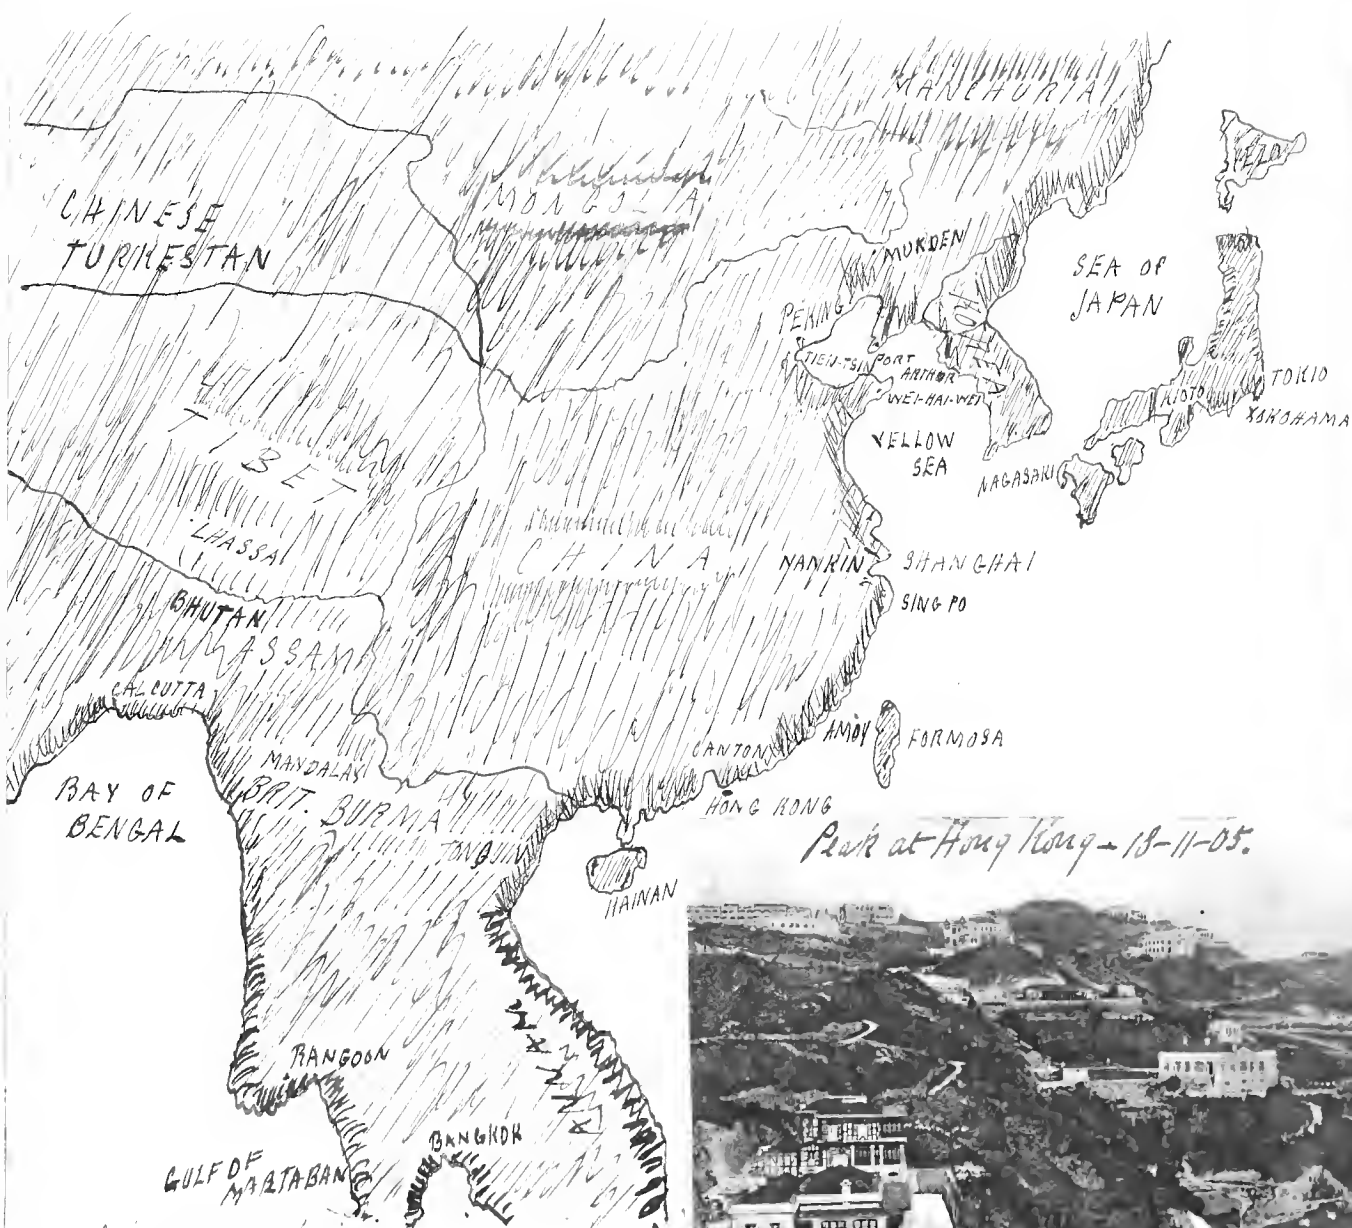 MANCHURIA
YEZO
MONGOLIA
CHINESE
TURKESTAN
MUKDEN
SEA OF
JAPAN
PEKING
TIEN-TSIN
PORT
ARTHUR
WEI-HAI-WEI
TOKIO
KIOTO
YOKOHAMA
YELLOW
SEA
NAGASAKI
TIBET
LHASSA
CHINA
NANKIN
SHANGHAI
SINGPO
BHUTAN
ASSAM
CALCUTTA
AMOY
FORMOSA
CANTON
MANDALAY
BAY OF
BENGAL
BRIT.
BURMA
HONG KONG
TONQUIN
HAINAN
Peak at Hong Kong - 18-11-05.
ANNAM
RANGOON
BANGKOK
GULF OF
MARTABAN